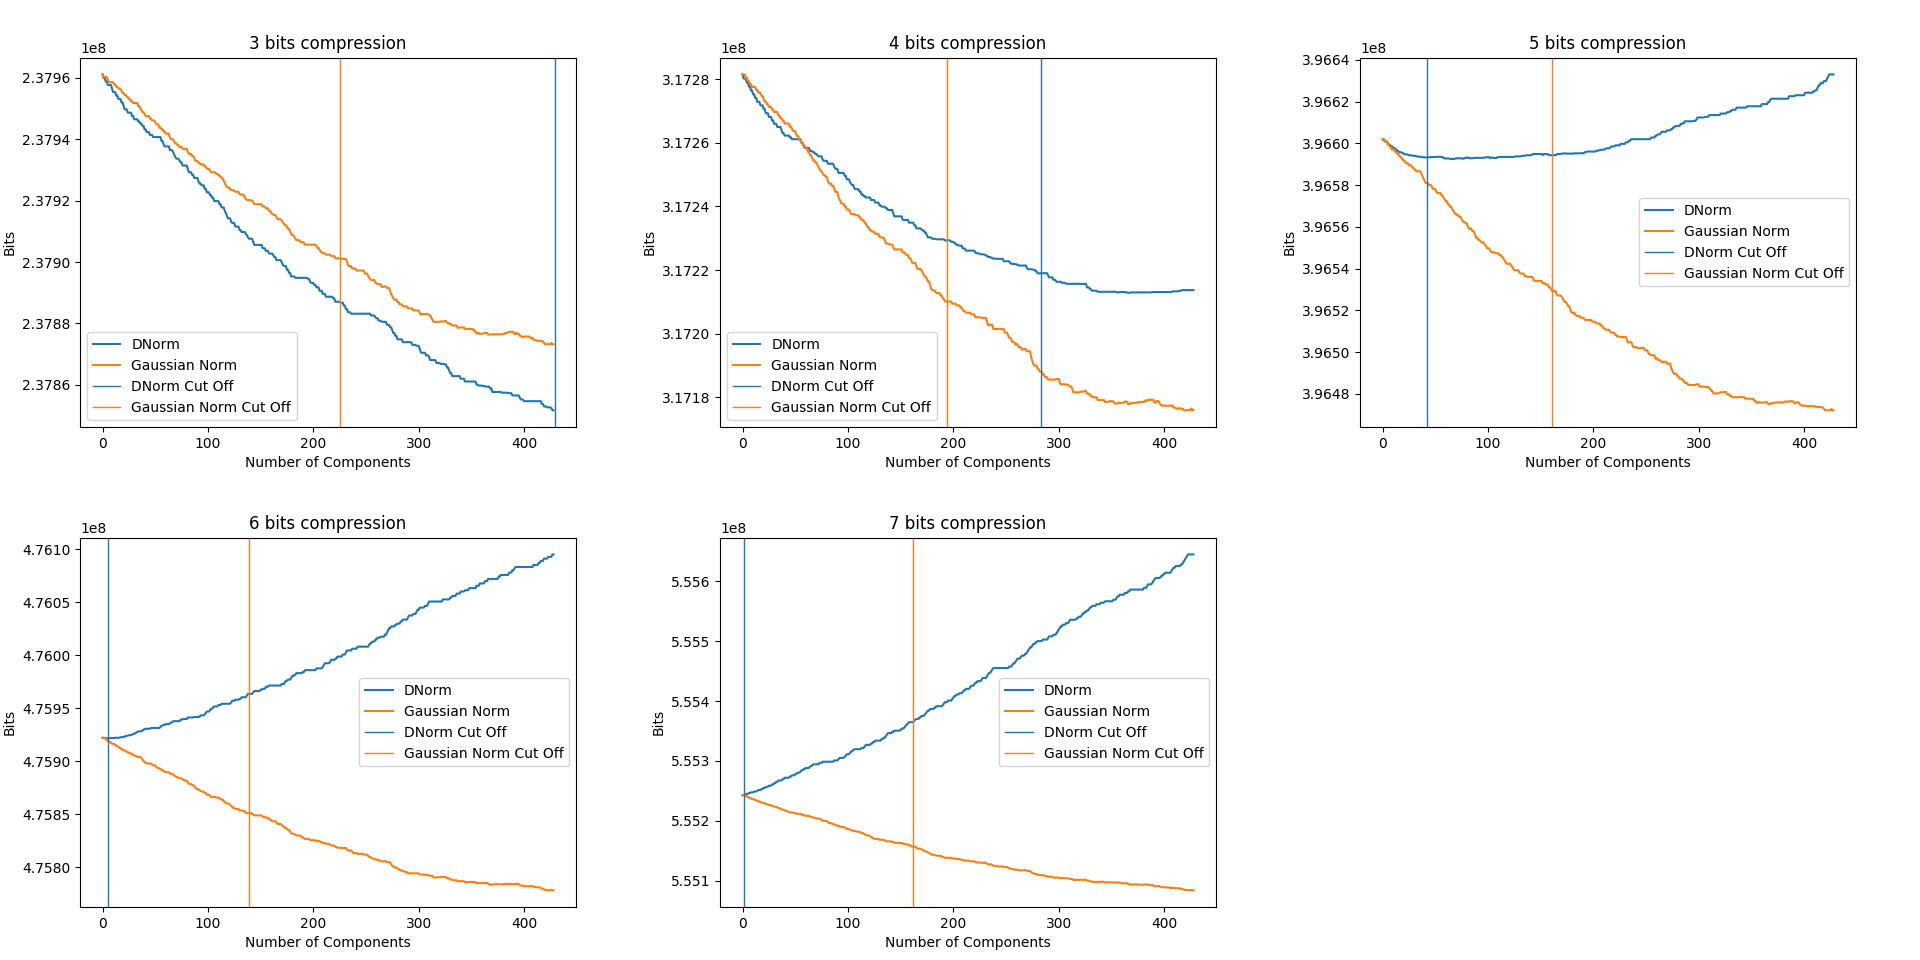 3 bits compression
1e8
2.3796
2.3794
2.3792
2.3790
2.3788
2.3786
Bits
DNorm
Gaussian Norm
DNorm Cut Off
Gaussian Norm Cut Off
0 100 200 300 400
Number of Components
4 bits compression
1e8
3.1728
3.1726
3.1724
3.1722
3.1720
3.1718
Bits
DNorm
Gaussian Norm
DNorm Cut Off
Gaussian Norm Cut Off
0 100 200 300 400
Number of Components
5 bits compression
1e8
3.9664
3.9662
3.9660
3.9658
3.9656
3.9654
3.9652
3.9650
3.9648
Bits
DNorm
Gaussian Norm
DNorm Cut Off
Gaussian Norm Cut Off
0 100 200 300 400
Number of Components
6 bits compression
1e8
4.7610
4.7605
4.7600
4.7595
4.7590
4.7585
4.7580
Bits
DNorm
Gaussian Norm
DNorm Cut Off
Gaussian Norm Cut Off
0 100 200 300 400
Number of Components
7 bits compression
1e8
5.556
5.555
5.554
5.553
5.552
5.551
Bits
DNorm
Gaussian Norm
DNorm Cut Off
Gaussian Norm Cut Off
0 100 200 300 400
Number of Components